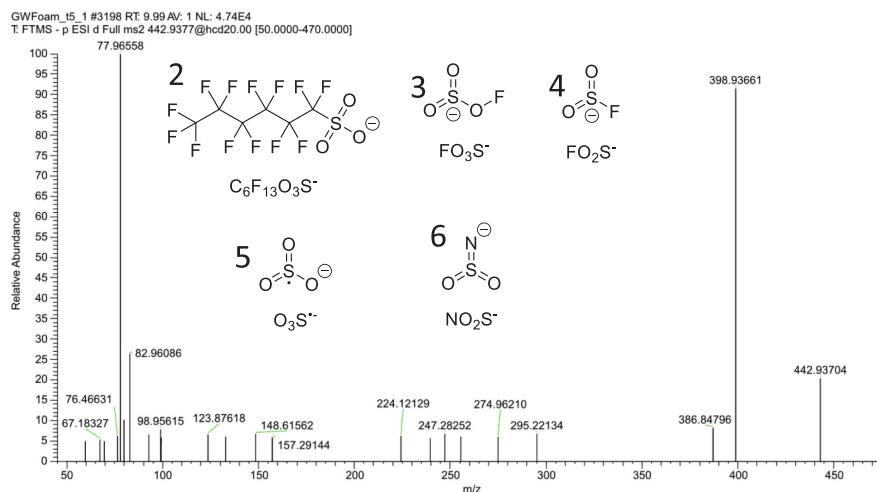 GWFoam_t5_1 #3198 RT: 9.99 AV: 1 NL: 4.74E4
T: FTMS - p ESI d Full ms2 442.9377@hcd20.00 [50.0000-470.0000]
77.96558
398.93661
442.93704
386.84796
82.96086
76.46631
67.18327
98.95615
123.87618
148.61562
157.29144
224.12129
247.28252
274.96210
295.22134
2
F F F F F F
F
F
F
F F F F
S
O
O
O
⊖
C₆F₁₃O₃S⁻
3
O
O
S
O
F
⊖
FO₃S⁻
4
O
O
S
F
⊖
FO₂S⁻
5
O
O
S
O
⊖
O₃S•⁻
6
N
⊖
S
O
O
NO₂S⁻
Relative Abundance
100
95
90
85
80
75
70
65
60
55
50
45
40
35
30
25
20
15
10
5
0
50 100 150 200 250 300 350 400 450
m/z